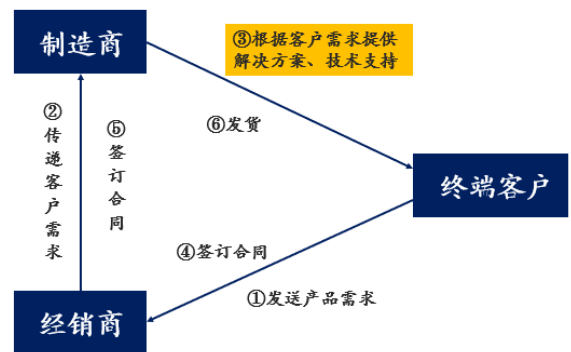 制造商
③根据客户需求提供
解决方案、技术支持
②传递客户需求
⑤签订合同
⑥发货
终端客户
④签订合同
①发送产品需求
经销商